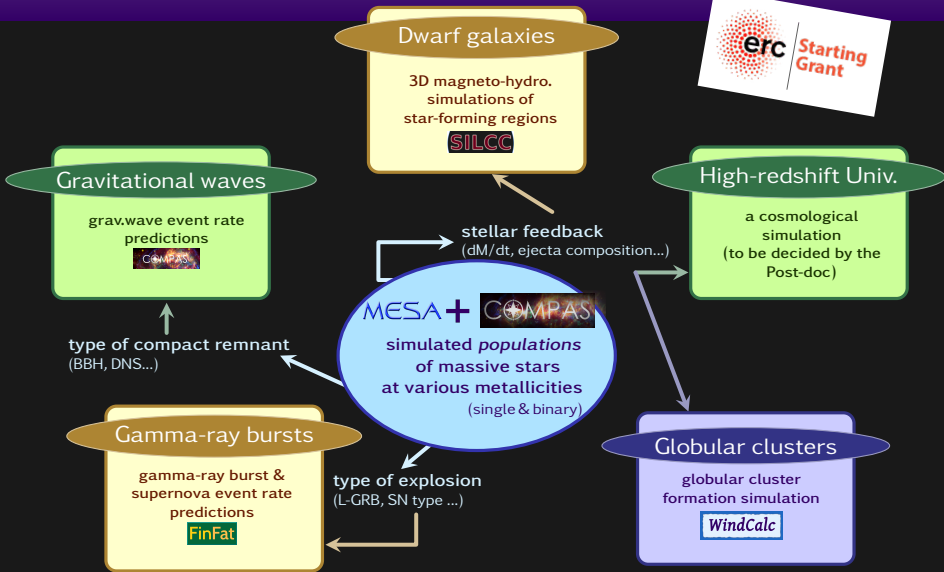 Dwarf galaxies
3D magneto-hydro.
simulations of
star-forming regions
SILCC
erc
Starting
Grant
Gravitational waves
grav.wave event rate
predictions
COMPAS
High-redshift Univ.
a cosmological
simulation
(to be decided by the
Post-doc)
stellar feedback
(dM/dt, ejecta composition...)
MESA + COMPAS
simulated populations
of massive stars
at various metallicities
(single & binary)
type of compact remnant
(BBH, DNS...)
Gamma-ray bursts
gamma-ray burst &
supernova event rate
predictions
FinFat
type of explosion
(L-GRB, SN type ...)
Globular clusters
globular cluster
formation simulation
WindCalc